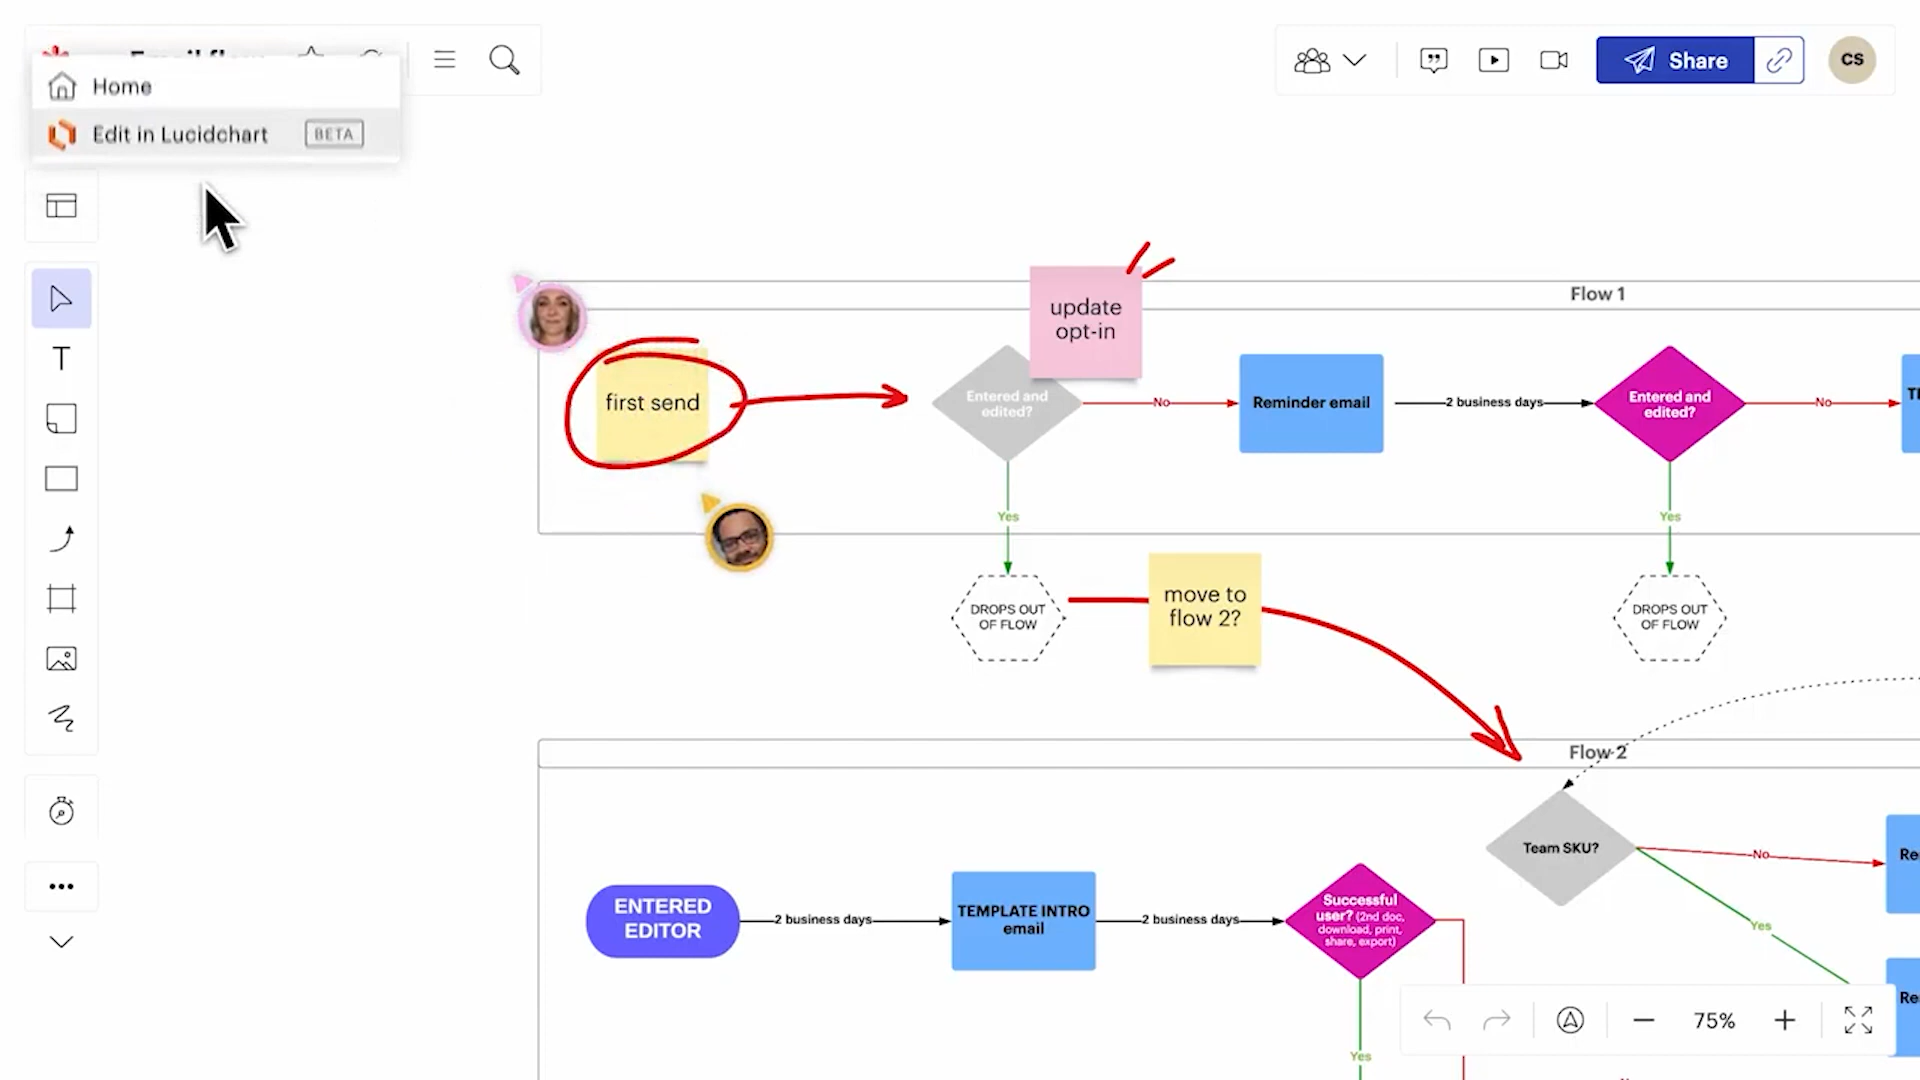 Home
Edit in Lucidchart
BETA
Share
CS
Flow 1
update
opt-in
first send
Entered and
edited?
No
Reminder email
2 business days
Entered and
edited?
No
Yes
Yes
DROPS OUT
OF FLOW
move to
flow 2?
DROPS OUT
OF FLOW
Flow 2
Team SKU?
No
Re
ENTERED
EDITOR
2 business days
TEMPLATE INTRO
email
2 business days
Successful
user? (2nd doc,
download, print,
share, export)
Yes
Re
75%
Yes